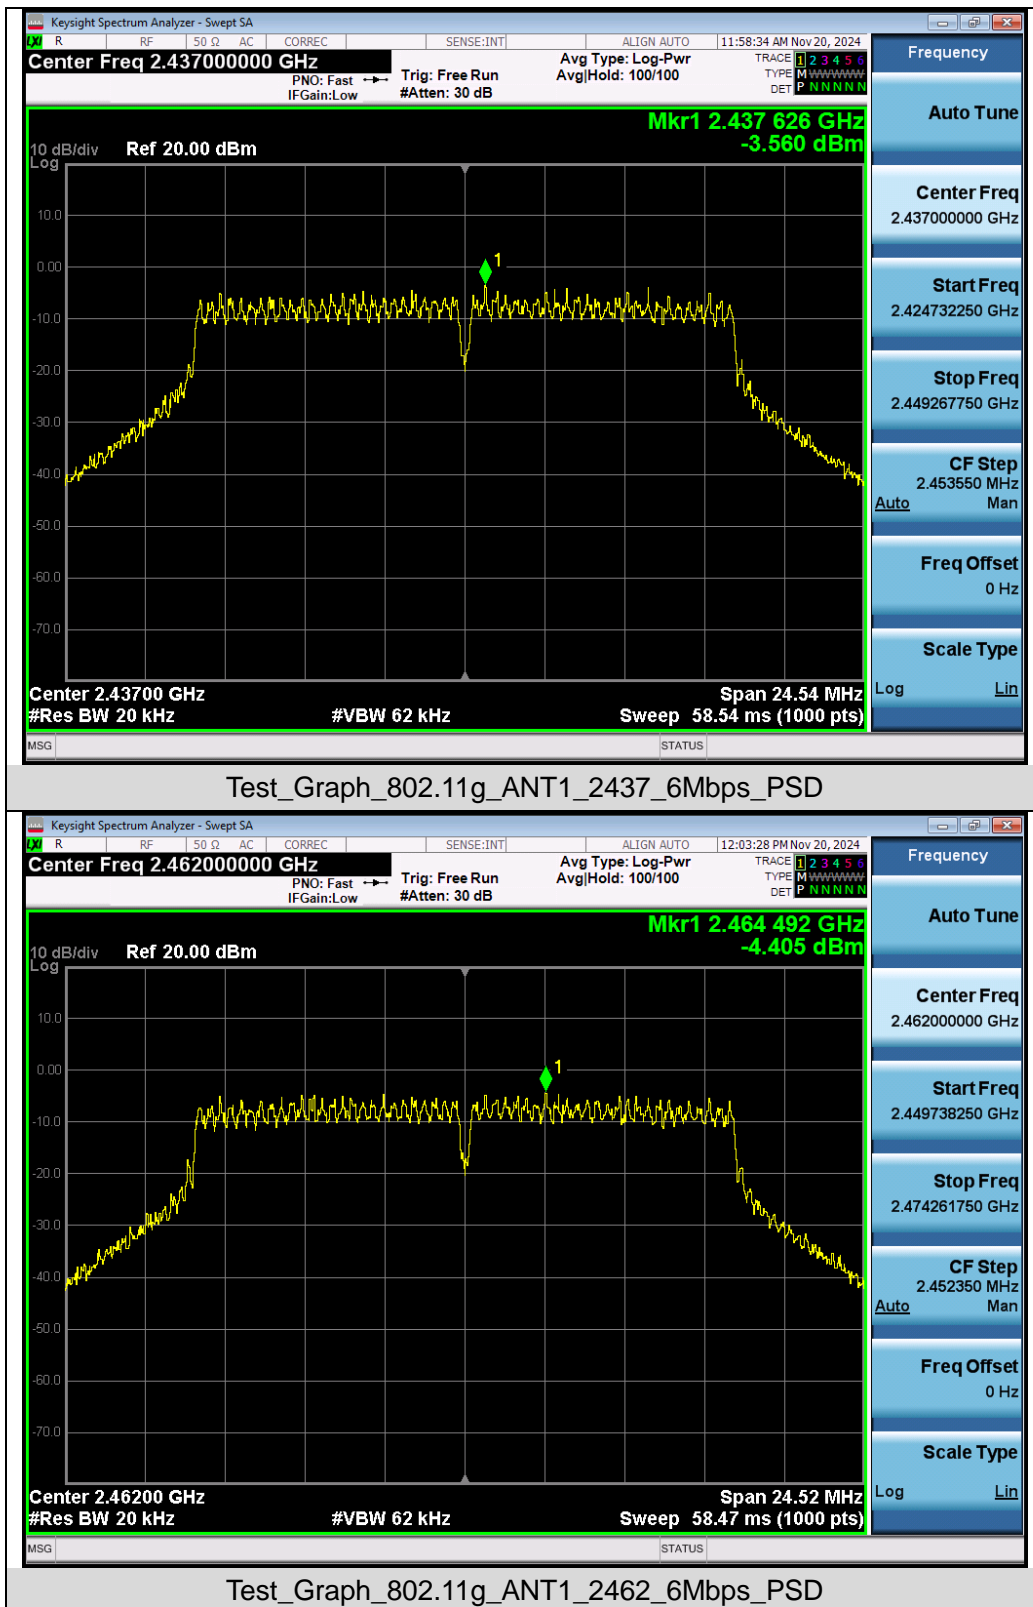 Keysight Spectrum Analyzer - Swept SA
LXI R RF 50 Ω AC CORREC SENSE:INT ALIGN AUTO 11:58:34 AM Nov 20, 2024
Center Freq 2.437000000 GHz
PNO: Fast
IFGain:Low
Trig: Free Run
#Atten: 30 dB
Avg Type: Log-Pwr
Avg|Hold: 100/100
TRACE 1 2 3 4 5 6
TYPE M WWWWW
DET P N N N N N
Mkr1 2.437 626 GHz
-3.560 dBm
10 dB/div Ref 20.00 dBm
Log
10.0
0.00
-10.0
-20.0
-30.0
-40.0
-50.0
-60.0
-70.0
1
Center 2.43700 GHz Span 24.54 MHz
#Res BW 20 kHz #VBW 62 kHz Sweep 58.54 ms (1000 pts)
MSG STATUS
Frequency
Auto Tune
Center Freq
2.437000000 GHz
Start Freq
2.424732250 GHz
Stop Freq
2.449267750 GHz
CF Step
2.453550 MHz
Auto Man
Freq Offset
0 Hz
Scale Type
Log Lin
Test_Graph_802.11g_ANT1_2437_6Mbps_PSD
Keysight Spectrum Analyzer - Swept SA
LXI R RF 50 Ω AC CORREC SENSE:INT ALIGN AUTO 12:03:28 PM Nov 20, 2024
Center Freq 2.462000000 GHz
PNO: Fast
IFGain:Low
Trig: Free Run
#Atten: 30 dB
Avg Type: Log-Pwr
Avg|Hold: 100/100
TRACE 1 2 3 4 5 6
TYPE M WWWWW
DET P N N N N N
Mkr1 2.464 492 GHz
-4.405 dBm
10 dB/div Ref 20.00 dBm
Log
10.0
0.00
-10.0
-20.0
-30.0
-40.0
-50.0
-60.0
-70.0
1
Center 2.46200 GHz Span 24.52 MHz
#Res BW 20 kHz #VBW 62 kHz Sweep 58.47 ms (1000 pts)
MSG STATUS
Frequency
Auto Tune
Center Freq
2.462000000 GHz
Start Freq
2.449738250 GHz
Stop Freq
2.474261750 GHz
CF Step
2.452350 MHz
Auto Man
Freq Offset
0 Hz
Scale Type
Log Lin
Test_Graph_802.11g_ANT1_2462_6Mbps_PSD